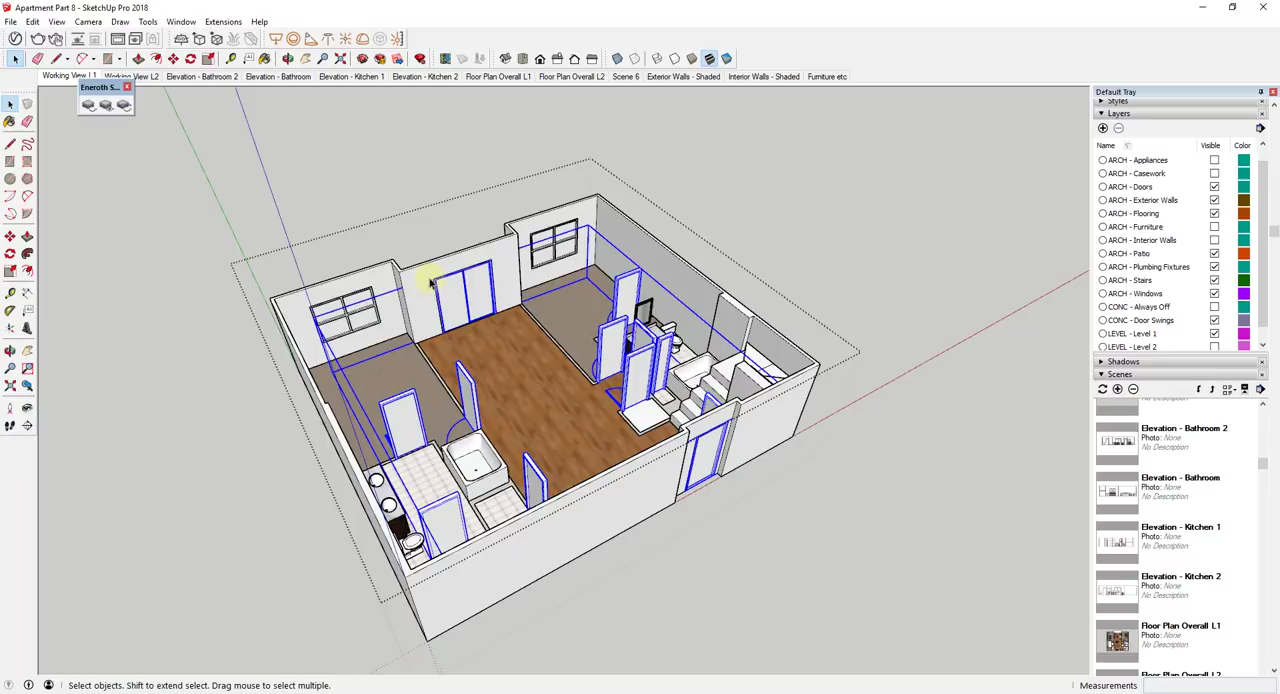 Apartment Part 8 - SketchUp Pro 2018
File Edit View Camera Draw Tools Window Extensions Help
Working View L1 Working View L2 Elevation - Bathroom 2 Elevation - Bathroom Elevation - Kitchen 1 Elevation - Kitchen 2 Floor Plan Overall L1 Floor Plan Overall L2 Scene 6 Exterior Walls - Shaded Interior Walls - Shaded Furniture etc
Eneroth S...
Default Tray
Styles
Layers
Name Visible Color
ARCH - Appliances
ARCH - Casework
ARCH - Doors
ARCH - Exterior Walls
ARCH - Flooring
ARCH - Furniture
ARCH - Interior Walls
ARCH - Patio
ARCH - Plumbing Fixtures
ARCH - Stairs
ARCH - Windows
CONC - Always Off
CONC - Door Swings
LEVEL - Level 1
LEVEL - Level 2
Shadows
Scenes
No Description
Elevation - Bathroom 2
Photo: None
No Description
Elevation - Bathroom
Photo: None
No Description
Elevation - Kitchen 1
Photo: None
No Description
Elevation - Kitchen 2
Photo: None
No Description
Floor Plan Overall L1
Photo: None
No Description
Floor Plan Overall L2
Select objects. Shift to extend select. Drag mouse to select multiple.
Measurements